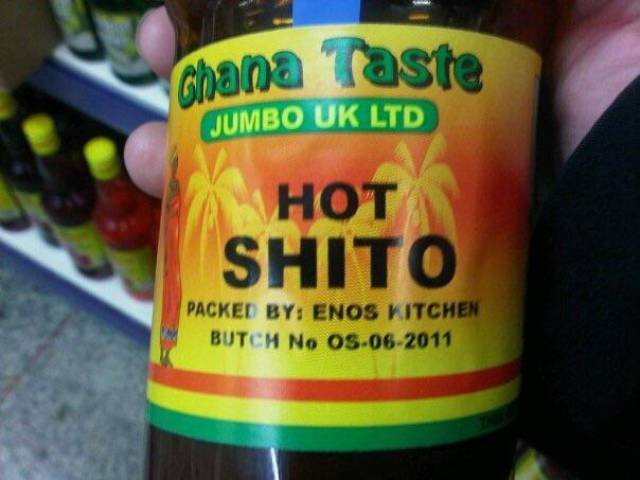 Ghana Taste
JUMBO UK LTD
HOT
SHITO
PACKED BY: ENOS KITCHEN
BUTCH No OS-06-2011